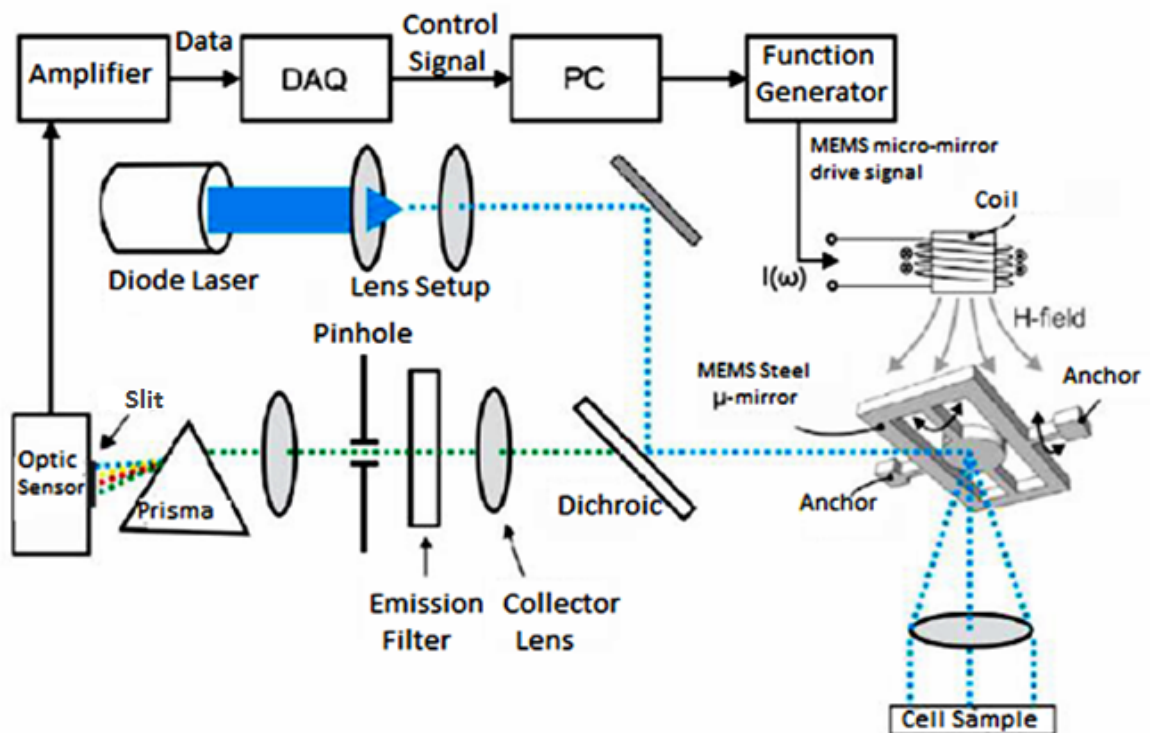 Amplifier
Data
DAQ
Control
Signal
PC
Function
Generator
MEMS micro-mirror
drive signal
Coil
I(ω)
H-field
Diode Laser
Lens Setup
Pinhole
MEMS Steel
μ-mirror
Anchor
Slit
Optic
Sensor
Prisma
Dichroic
Anchor
Emission
Filter
Collector
Lens
Cell Sample